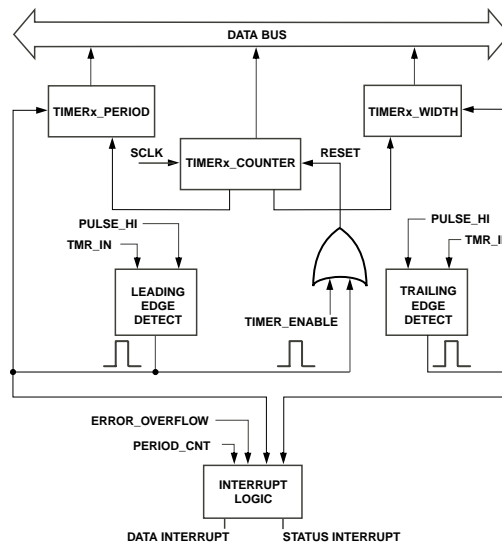 DATA BUS
TIMERx_PERIOD
TIMERx_WIDTH
SCLK
TIMERx_COUNTER
RESET
PULSE_HI
TMR_IN
LEADING
EDGE
DETECT
TIMER_ENABLE
PULSE_HI
TMR_I
TRAILING
EDGE
DETECT
ERROR_OVERFLOW
PERIOD_CNT
INTERRUPT
LOGIC
DATA INTERRUPT
STATUS INTERRUPT